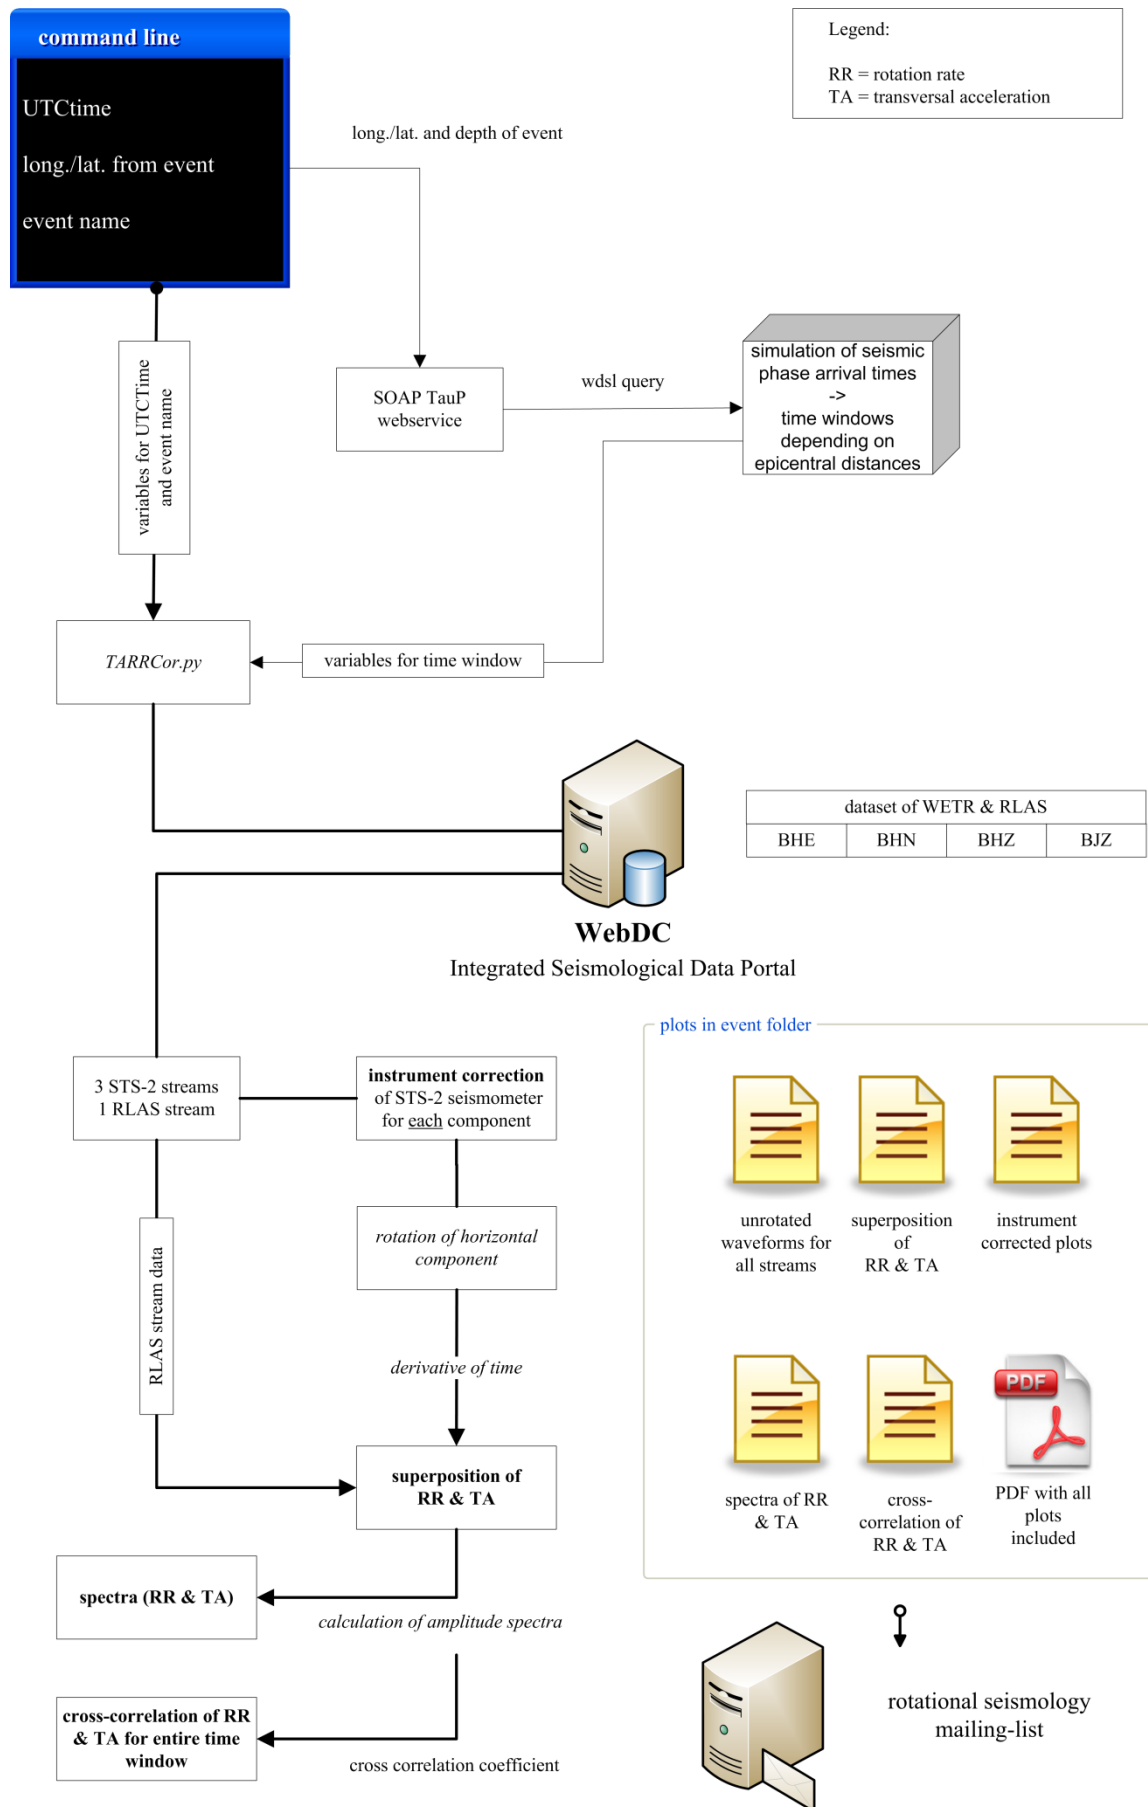 command line
UTCtime
long./lat. from event
event name
Legend:
RR = rotation rate
TA = transversal acceleration
long./lat. and depth of event
variables for UTCTime
and event name
SOAP TauP
webservice
wdsl query
simulation of seismic
phase arrival times
->
time windows
depending on
epicentral distances
TARRCor.py
variables for time window
dataset of WETR & RLAS
BHE
BHN
BHZ
BJZ
WebDC
Integrated Seismological Data Portal
3 STS-2 streams
1 RLAS stream
instrument correction
of STS-2 seismometer
for each component
RLAS stream data
rotation of horizontal
component
derivative of time
superposition of
RR & TA
spectra (RR & TA)
calculation of amplitude spectra
cross-correlation of RR
& TA for entire time
window
cross correlation coefficient
plots in event folder
unrotated
waveforms for
all streams
superposition
of
RR & TA
instrument
corrected plots
spectra of RR
& TA
cross-
correlation of
RR & TA
PDF
PDF with all
plots
included
rotational seismology
mailing-list